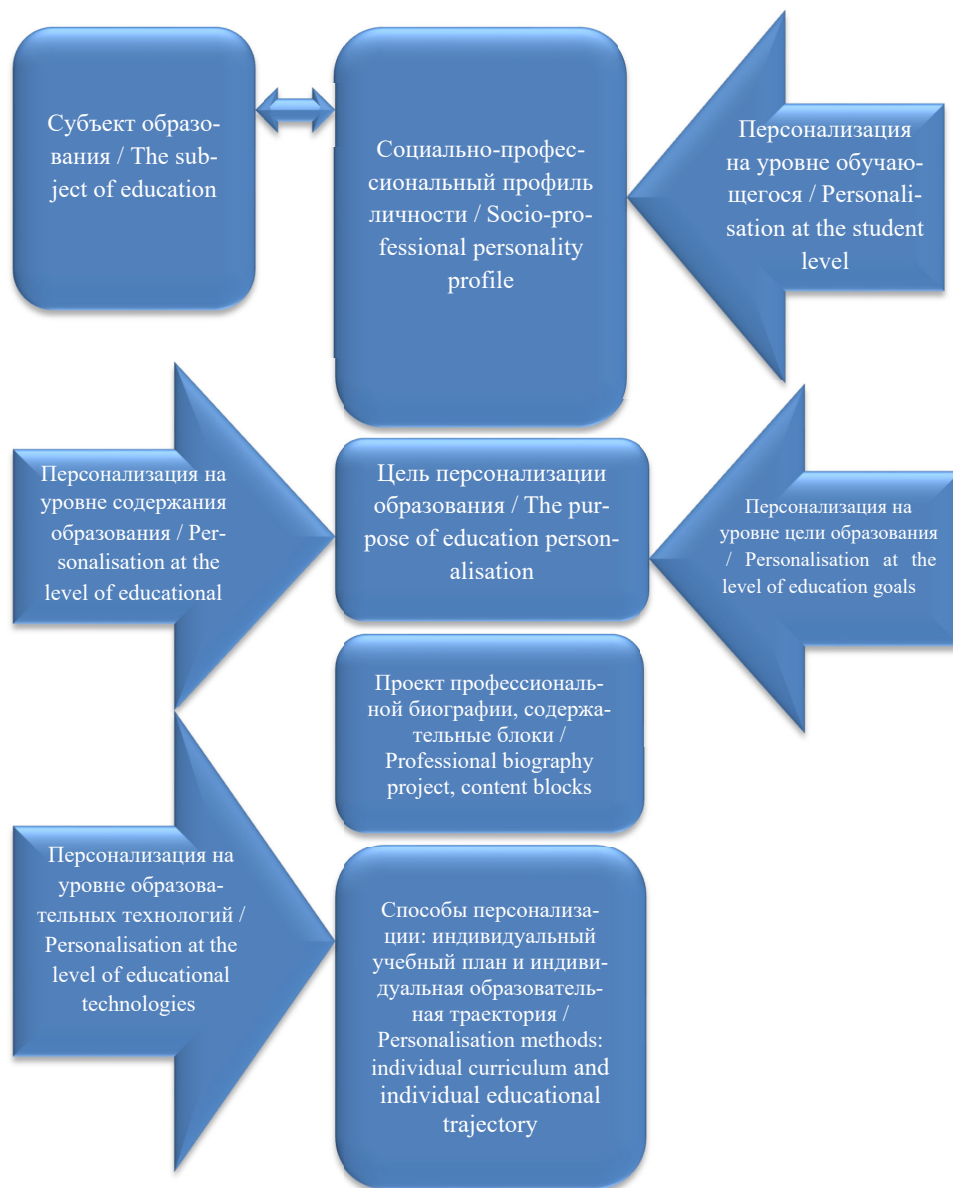 Субъект образо-
вания / The sub-
ject of education
Социально-профес-
сиональный профиль
личности / Socio-pro-
fessional personality
profile
Персонализация
на уровне обучаю-
щегося / Personali-
sation at the student
level
Персонализация на
уровне содержания
образования / Per-
sonalisation at the
level of educational
Цель персонализации
образования / The pur-
pose of education person-
alisation
Персонализация на
уровне цели образования
/ Personalisation at the
level of education goals
Проект профессиональ-
ной биографии, содержа-
тельные блоки /
Professional biography
project, content blocks
Персонализация на
уровне образова-
тельных технологий /
Personalisation at the
level of educational
technologies
Способы персонализа-
ции: индивидуальный
учебный план и индиви-
дуальная образователь-
ная траектория /
Personalisation methods:
individual curriculum and
individual educational
trajectory